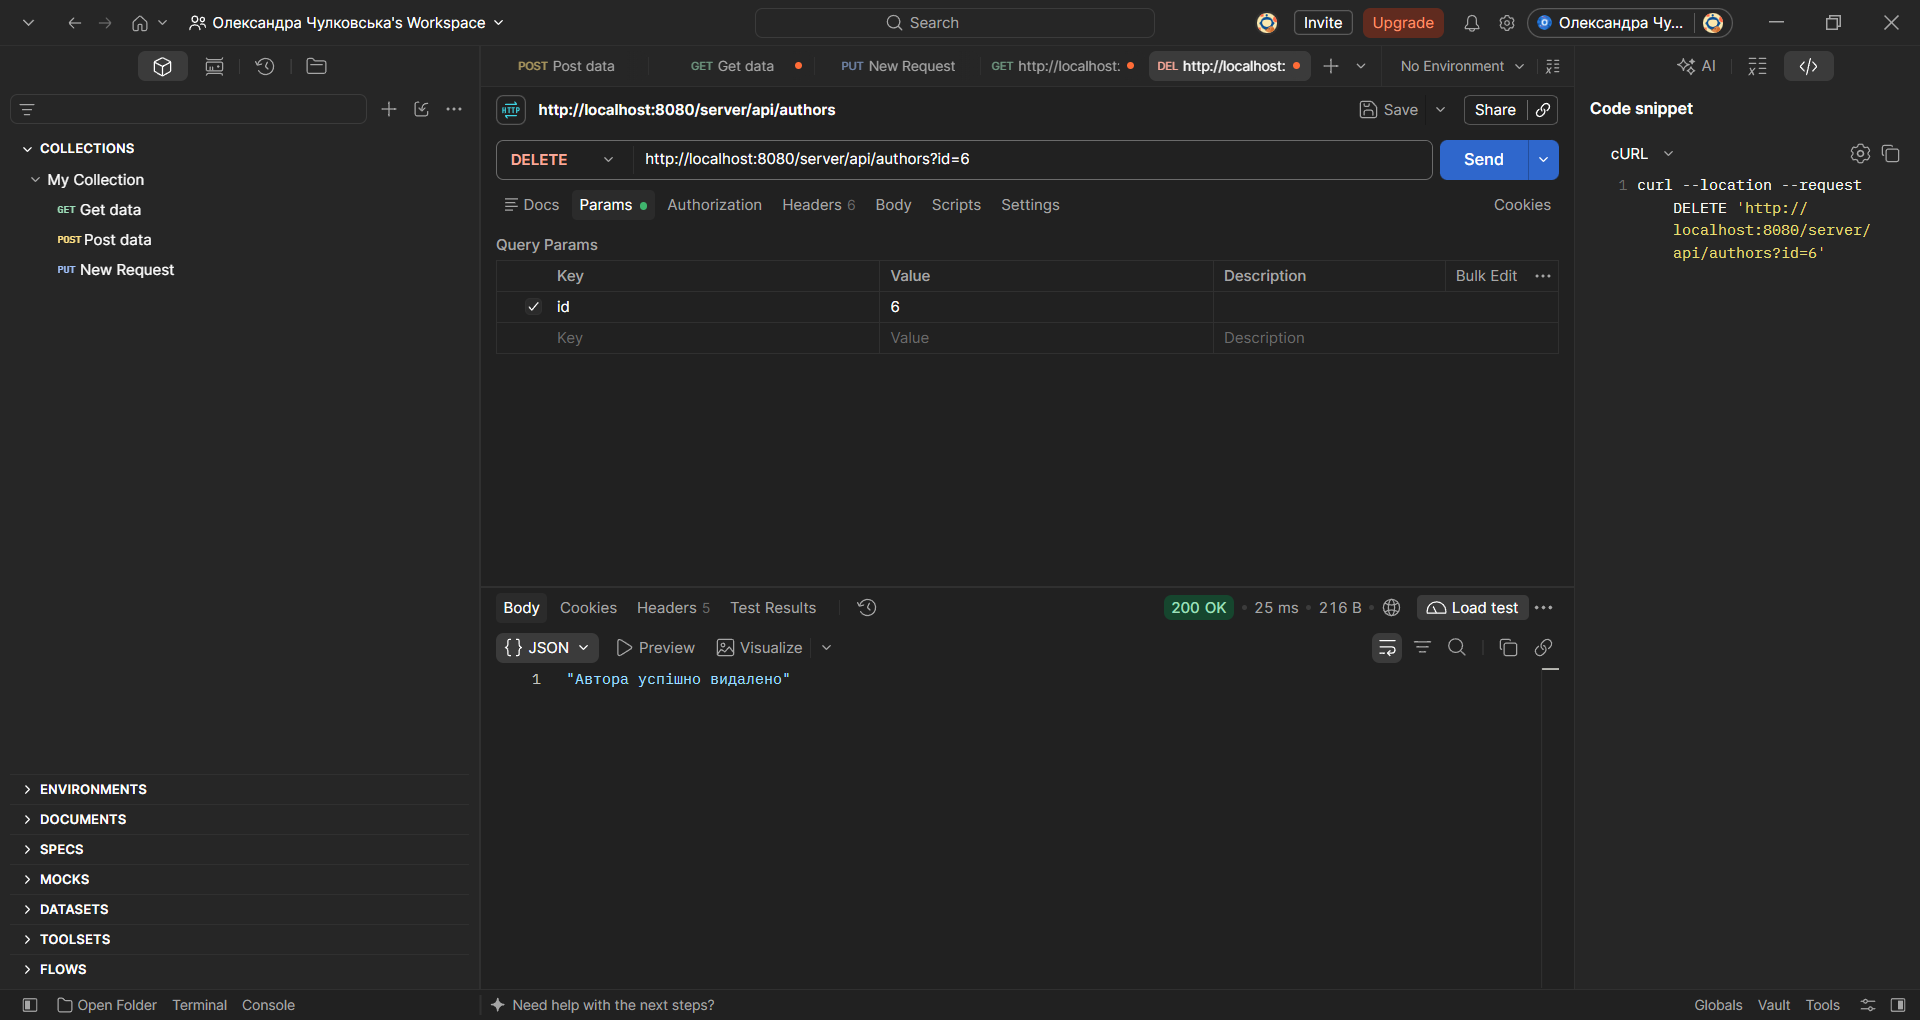 Олександра Чулковська's Workspace
Search
Invite
Upgrade
Олександра Чу...
POST Post data
GET Get data
PUT New Request
GET http://localhost:
DEL http://localhost:
No Environment
AI
HTTP
http://localhost:8080/server/api/authors
Save
Share
Code snippet
COLLECTIONS
My Collection
GET Get data
POST Post data
PUT New Request
DELETE
http://localhost:8080/server/api/authors?id=6
Send
cURL
Docs
Params
Authorization
Headers 6
Body
Scripts
Settings
Cookies
1 curl --location --request
DELETE 'http://
localhost:8080/server/
api/authors?id=6'
Query Params
Key Value Description Bulk Edit
id 6
Key Value Description
Body
Cookies
Headers 5
Test Results
200 OK
25 ms
216 B
Load test
{} JSON
Preview
Visualize
1 "Автора успішно видалено"
ENVIRONMENTS
DOCUMENTS
SPECS
MOCKS
DATASETS
TOOLSETS
FLOWS
Open Folder
Terminal
Console
Need help with the next steps?
Globals
Vault
Tools